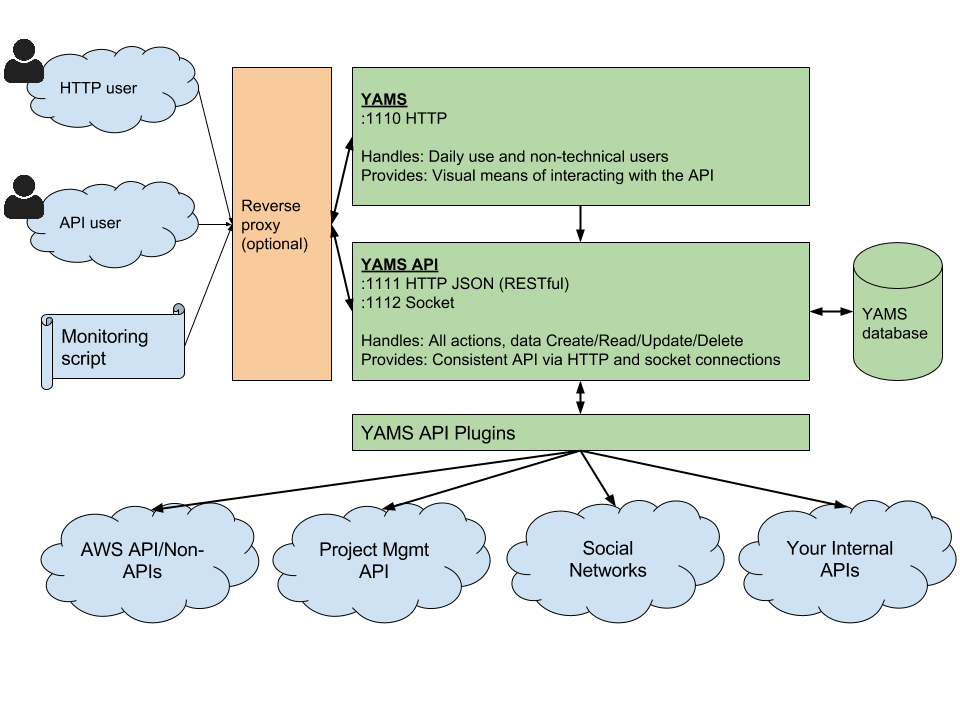 HTTP user
API user
Monitoring
script
Reverse
proxy
(optional)
YAMS
:1110 HTTP
Handles: Daily use and non-technical users
Provides: Visual means of interacting with the API
YAMS API
:1111 HTTP JSON (RESTful)
:1112 Socket
Handles: All actions, data Create/Read/Update/Delete
Provides: Consistent API via HTTP and socket connections
YAMS
database
YAMS API Plugins
AWS API/Non-
APIs
Project Mgmt
API
Social
Networks
Your Internal
APIs